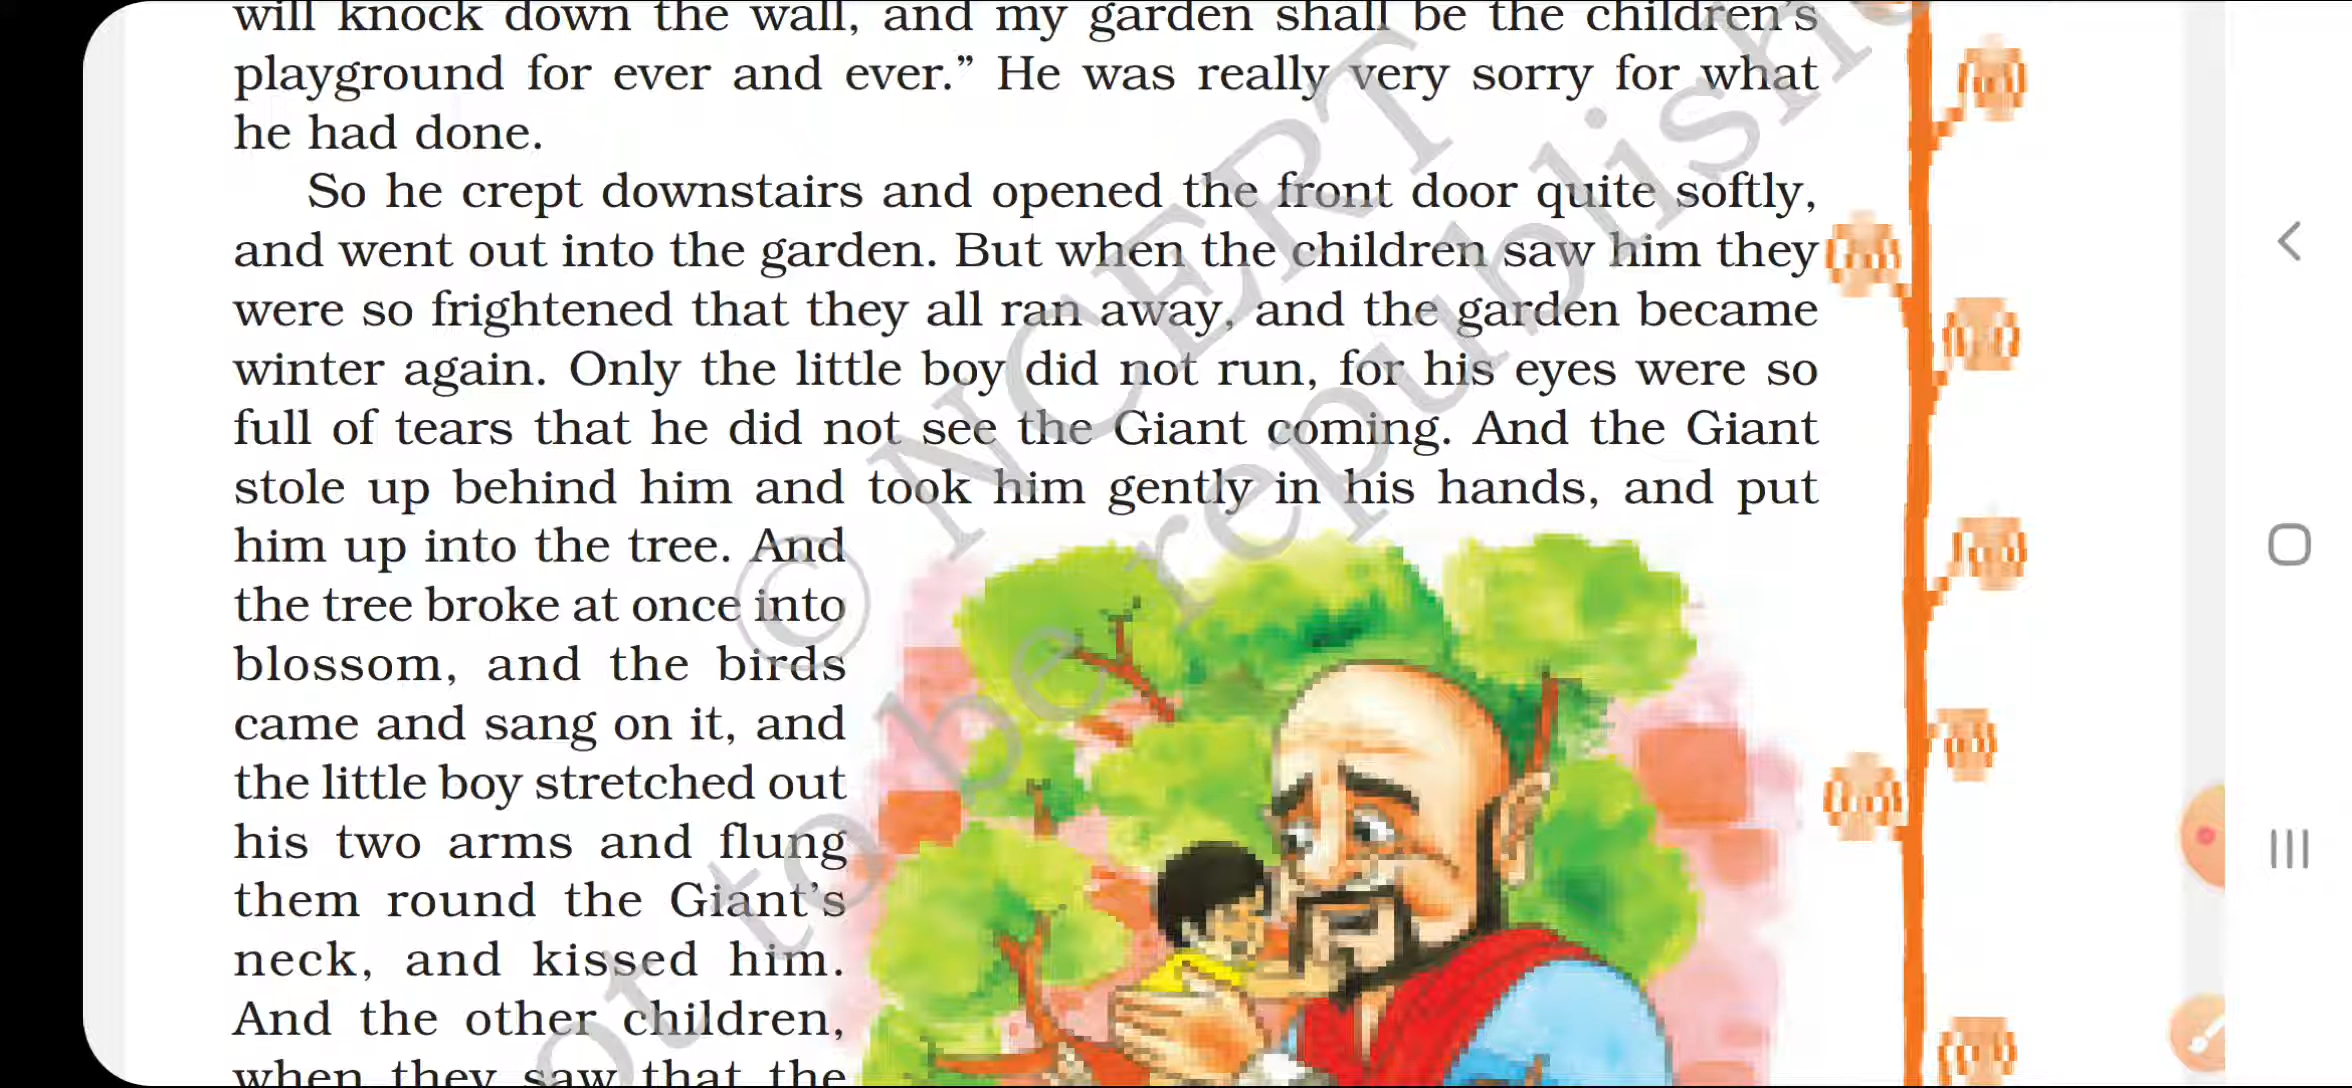 will knock down the wall, and my garden shall be the children's
playground for ever and ever.” He was really very sorry for what
he had done.
So he crept downstairs and opened the front door quite softly,
and went out into the garden. But when the children saw him they
were so frightened that they all ran away, and the garden became
winter again. Only the little boy did not run, for his eyes were so
full of tears that he did not see the Giant coming. And the Giant
stole up behind him and took him gently in his hands, and put
him up into the tree. And
the tree broke at once into
blossom, and the birds
came and sang on it, and
the little boy stretched out
his two arms and flung
them round the Giant’s
neck, and kissed him.
And the other children,
when they saw that the
© NCERT
not to be republished